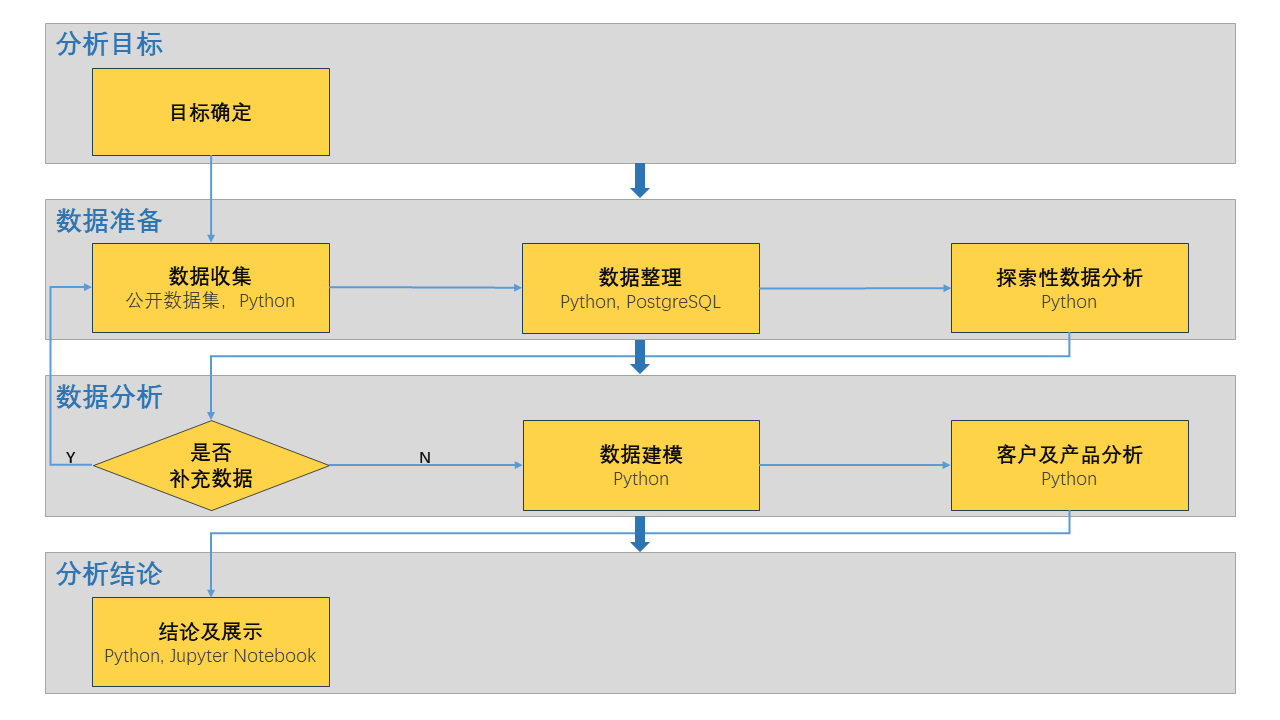 分析目标
目标确定
数据准备
数据收集
公开数据集，Python
数据整理
Python, PostgreSQL
探索性数据分析
Python
数据分析
Y
是否
补充数据
N
数据建模
Python
客户及产品分析
Python
分析结论
结论及展示
Python, Jupyter Notebook